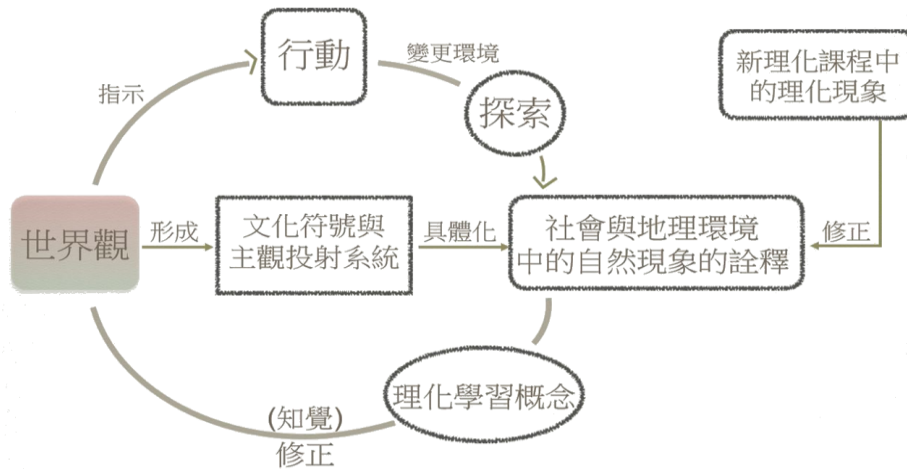 行動
變更環境
新理化課程中
的理化現象
指示
探索
世界觀
形成
文化符號與
主觀投射系統
具體化
社會與地理環境
中的自然現象的詮釋
修正
理化學習概念
(知覺)
修正